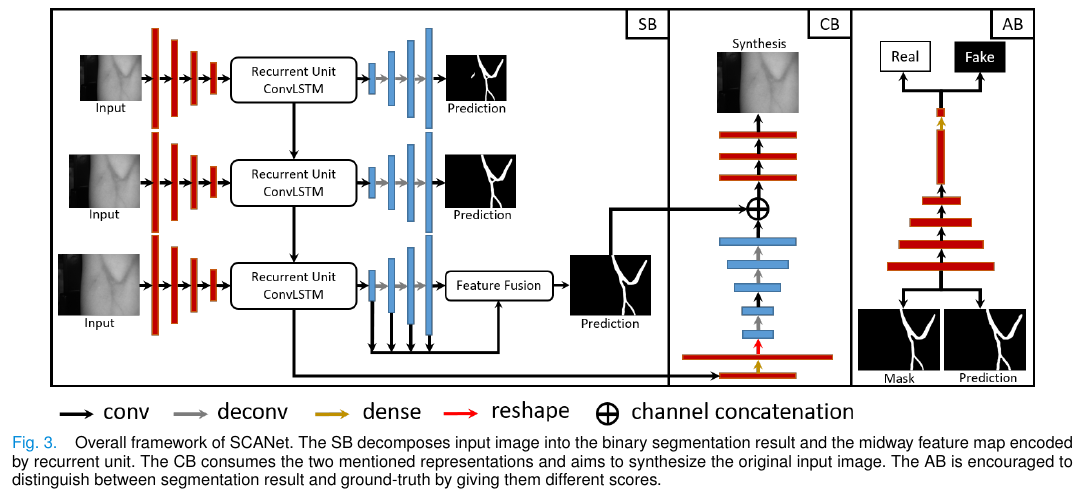 SB
CB
AB
Synthesis
Real
Fake
Recurrent Unit
ConvLSTM
Input
Prediction
Recurrent Unit
ConvLSTM
Input
Prediction
Recurrent Unit
ConvLSTM
Feature Fusion
Input
Prediction
Mask
Prediction
conv
deconv
dense
reshape
channel concatenation
Fig. 3. Overall framework of SCANet. The SB decomposes input image into the binary segmentation result and the midway feature map encoded
by recurrent unit. The CB consumes the two mentioned representations and aims to synthesize the original input image. The AB is encouraged to
distinguish between segmentation result and ground-truth by giving them different scores.